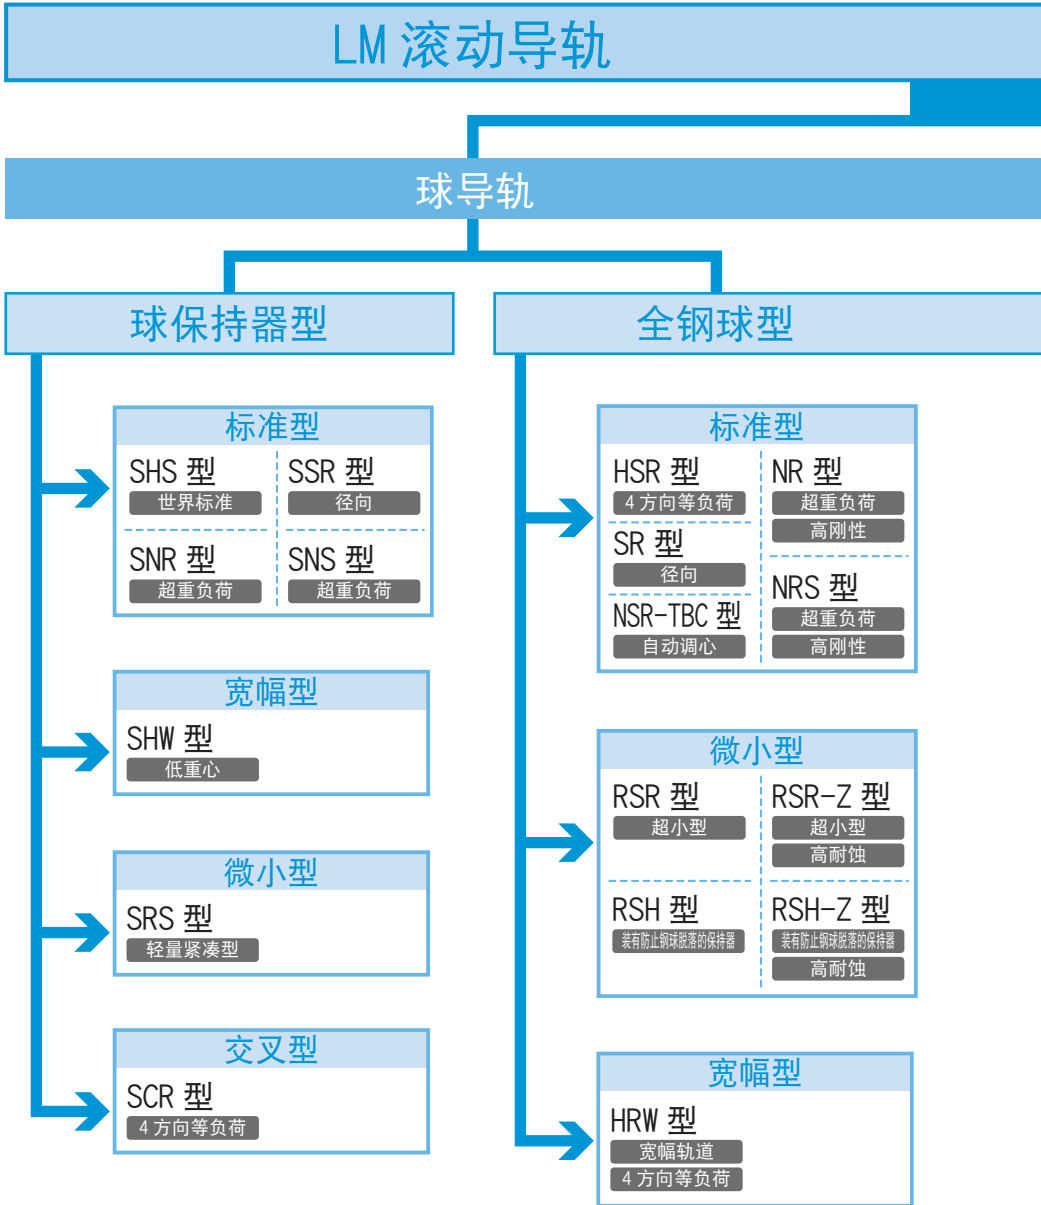 LM 滚动导轨
球导轨
球保持器型
标准型
SHS 型
世界标准
SSR 型
径向
SNR 型
超重负荷
SNS 型
超重负荷
宽幅型
SHW 型
低重心
微小型
SRS 型
轻量紧凑型
交叉型
SCR 型
4 方向等负荷
全钢球型
标准型
HSR 型
4 方向等负荷
SR 型
径向
NSR-TBC 型
自动调心
NR 型
超重负荷
高刚性
NRS 型
超重负荷
高刚性
微小型
RSR 型
超小型
RSR-Z 型
超小型
高耐蚀
RSH 型
装有防止钢球脱落的保持器
RSH-Z 型
装有防止钢球脱落的保持器
高耐蚀
宽幅型
HRW 型
宽幅轨道
4 方向等负荷